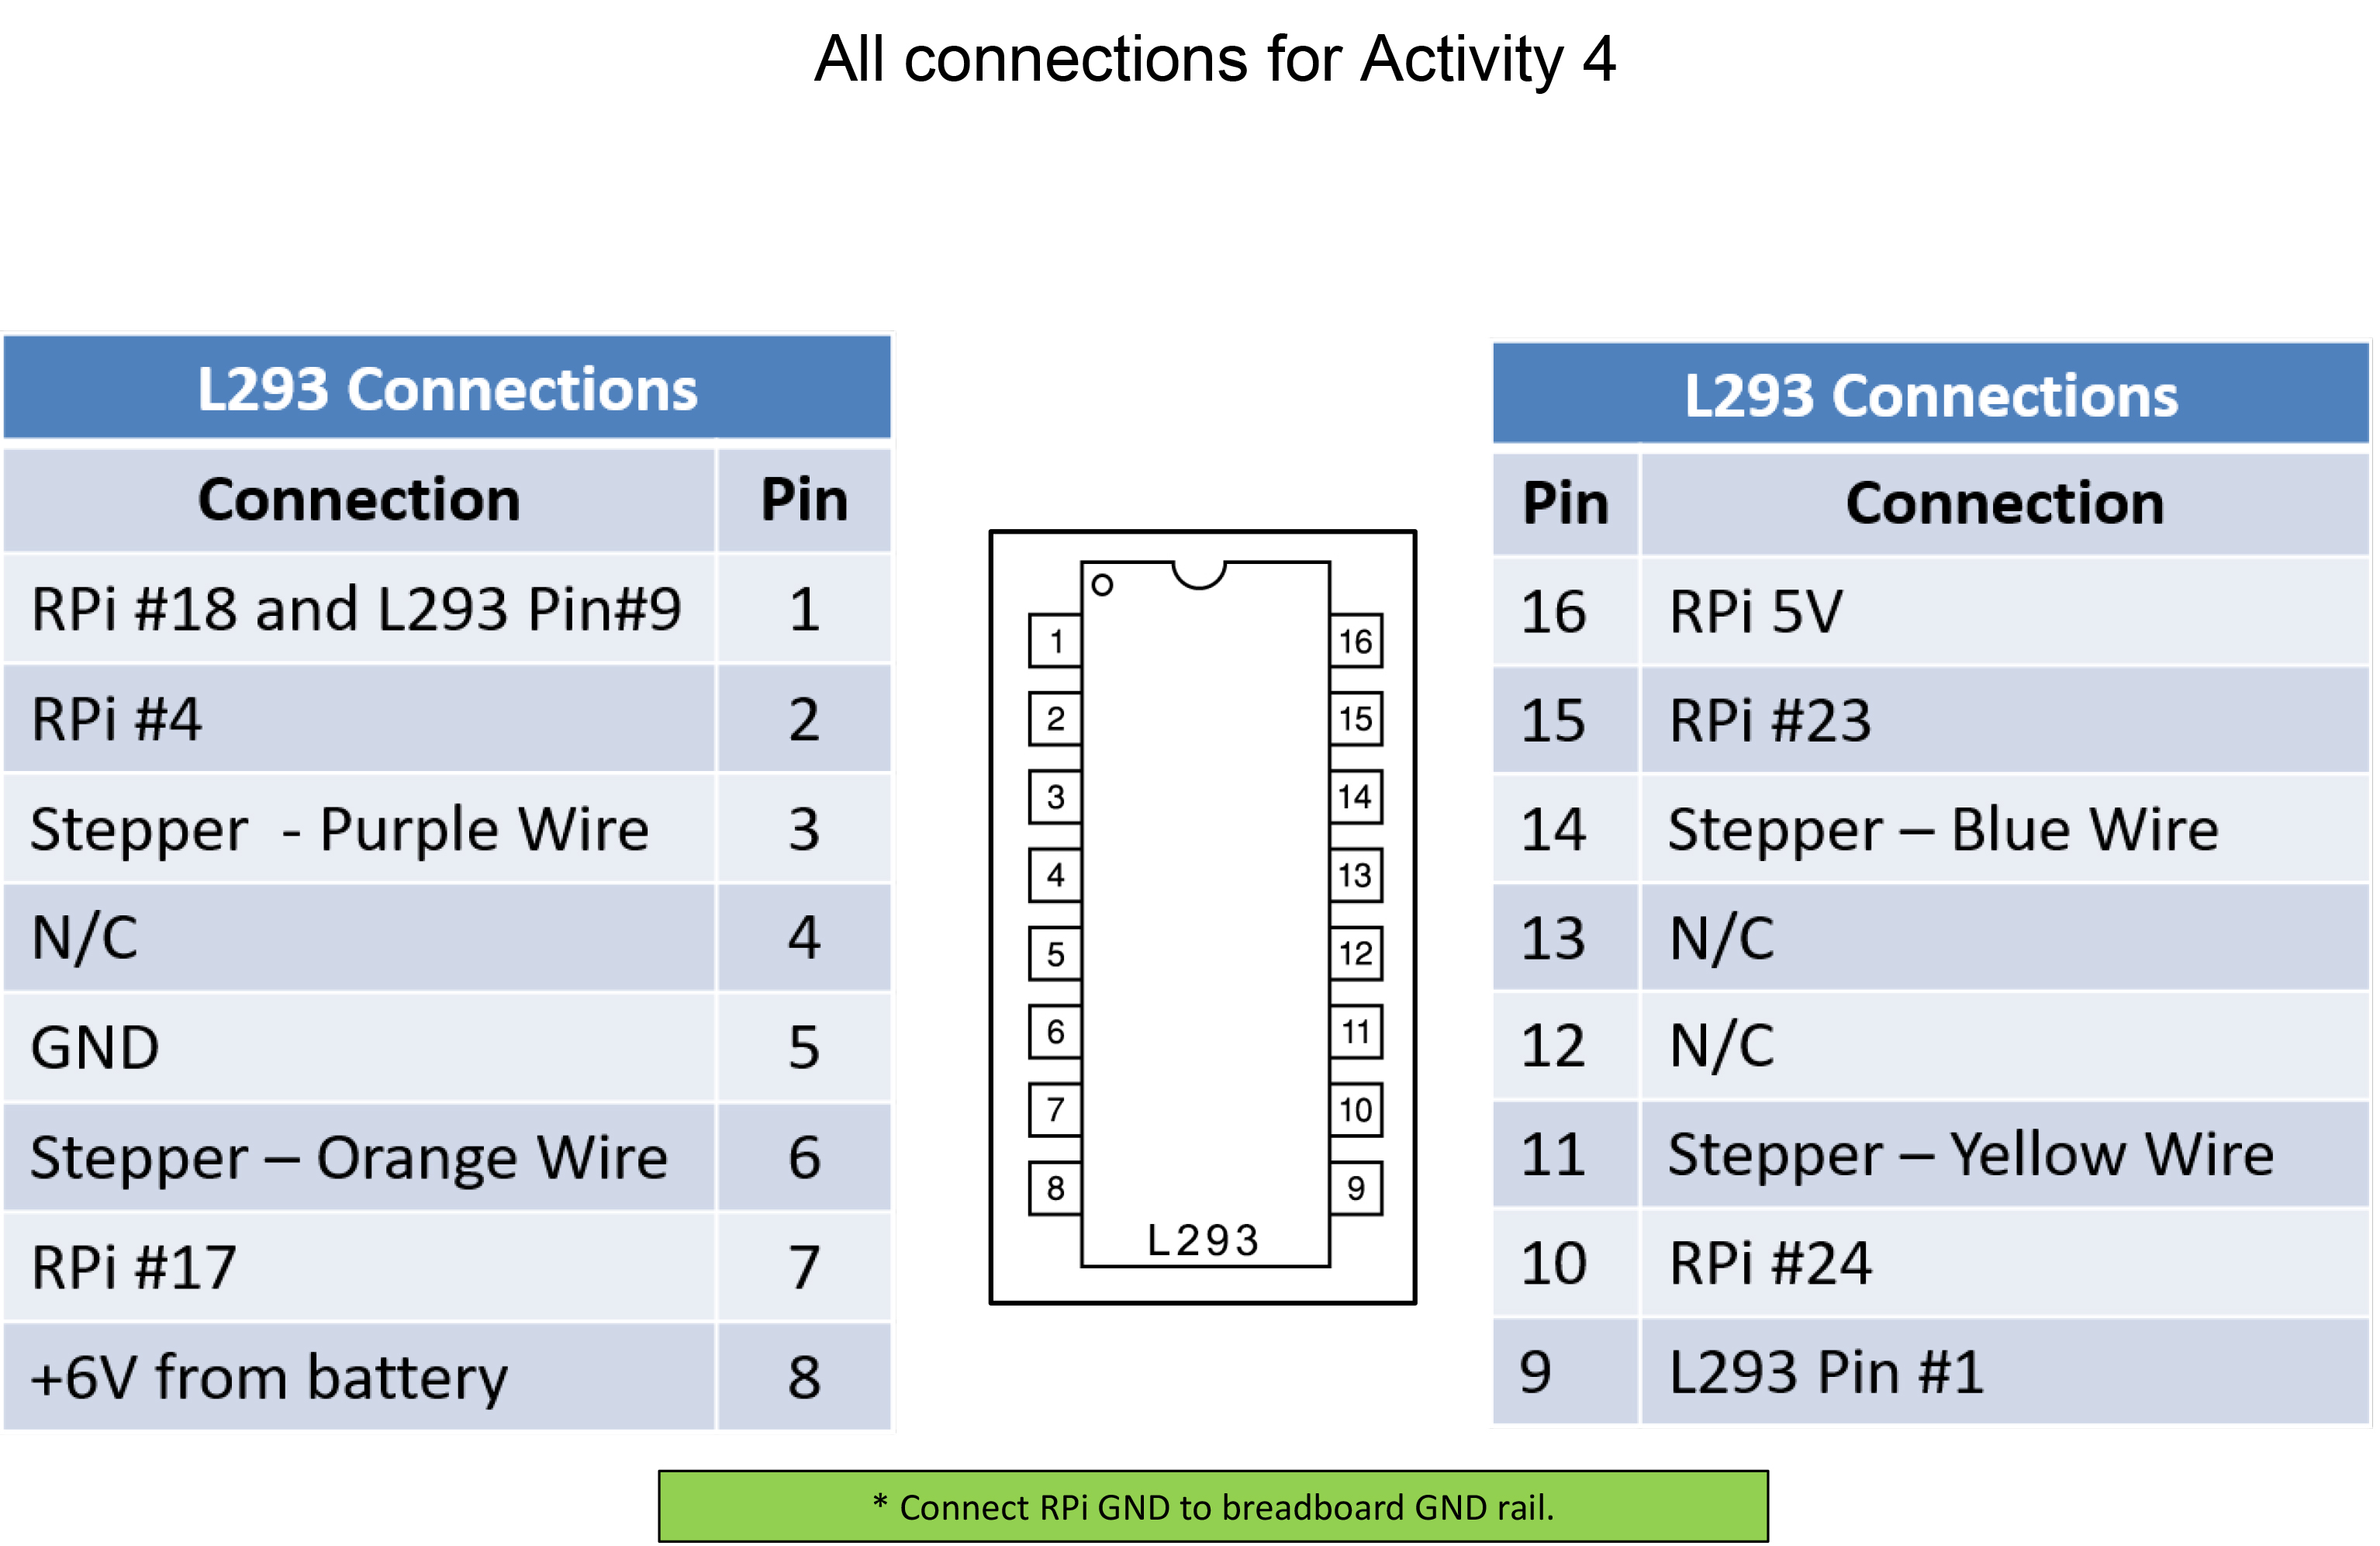 All connections for Activity 4
L293 Connections
Connection Pin
RPi #18 and L293 Pin#9 1
RPi #4 2
Stepper - Purple Wire 3
N/C 4
GND 5
Stepper – Orange Wire 6
RPi #17 7
+6V from battery 8
1 16
2 15
3 14
4 13
5 12
6 11
7 10
8 9
L293
L293 Connections
Pin Connection
16 RPi 5V
15 RPi #23
14 Stepper – Blue Wire
13 N/C
12 N/C
11 Stepper – Yellow Wire
10 RPi #24
9 L293 Pin #1
* Connect RPi GND to breadboard GND rail.